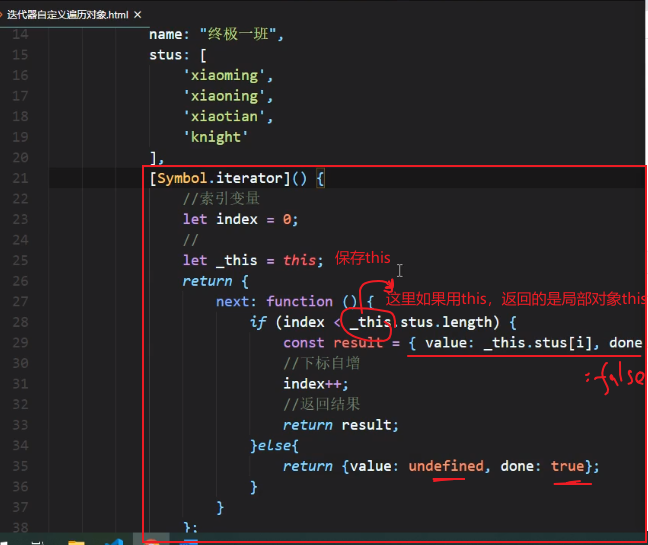 迭代器自定义遍历对象.html ×
14 name: "终极一班",
15 stus: [
16 'xiaoming',
17 'xiaoning',
18 'xiaotian',
19 'knight'
20 ],
21 [Symbol.iterator]() {
22 //索引变量
23 let index = 0;
24 //
25 let _this = this; 保存this
26 return {
27 next: function () { 这里如果用this，返回的是局部对象this
28 if (index < _this.stus.length) {
29 const result = { value: _this.stus[i], done
:false
30 //下标自增
31 index++;
32 //返回结果
33 return result;
34 }else{
35 return {value: undefined, done: true};
36 }
37 }
38 };